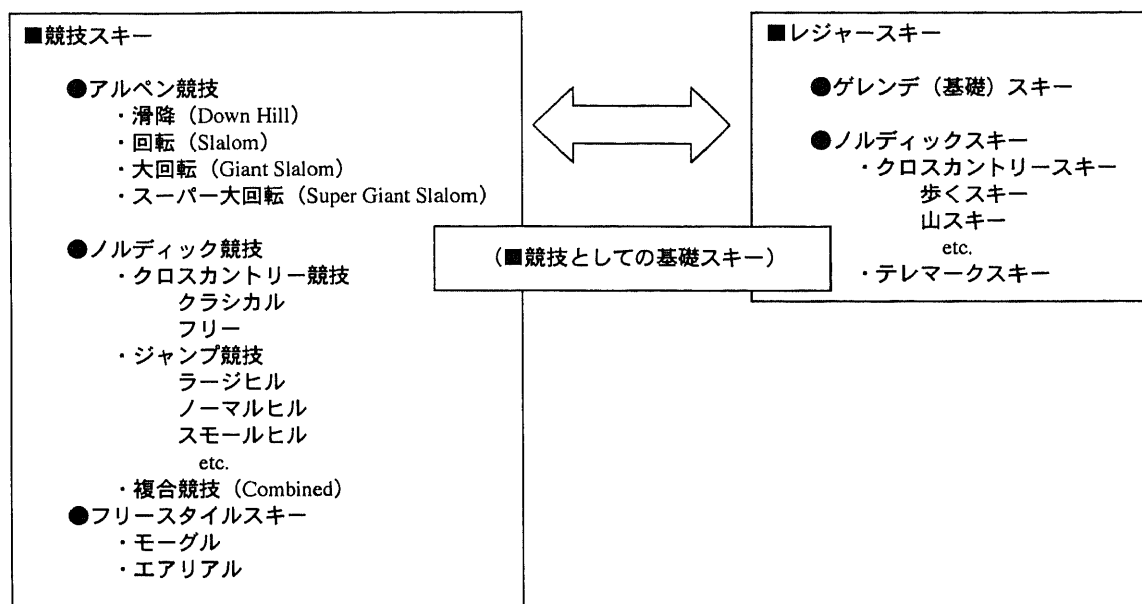 ■競技スキー
●アルペン競技
・滑降（Down Hill）
・回転（Slalom）
・大回転（Giant Slalom）
・スーパー大回転（Super Giant Slalom）
●ノルディック競技
・クロスカントリー競技
クラシカル
フリー
・ジャンプ競技
ラージヒル
ノーマルヒル
スモールヒル
etc.
・複合競技（Combined）
●フリースタイルスキー
・モーグル
・エアリアル
（■競技としての基礎スキー）
■レジャースキー
●ゲレンデ（基礎）スキー
●ノルディックスキー
・クロスカントリースキー
歩くスキー
山スキー
etc.
・テレマークスキー